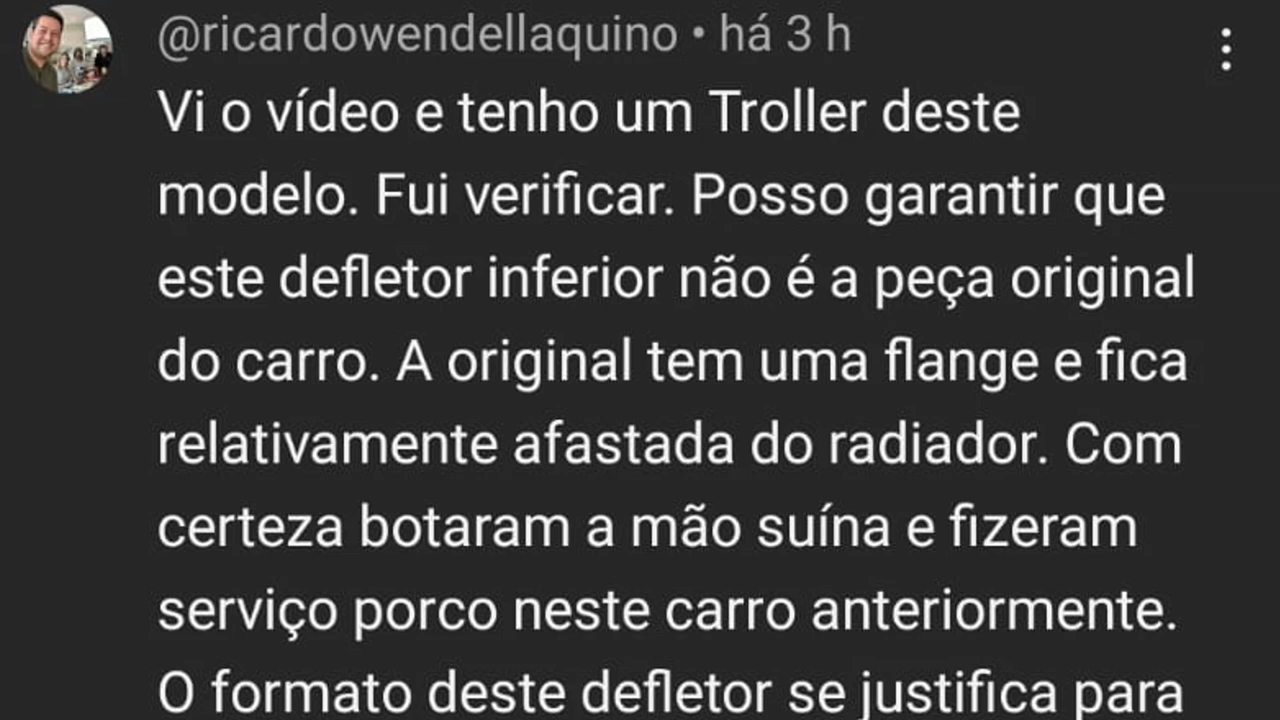 @ricardowendellaquino • há 3 h
Vi o vídeo e tenho um Troller deste
modelo. Fui verificar. Posso garantir que
este defletor inferior não é a peça original
do carro. A original tem uma flange e fica
relativamente afastada do radiador. Com
certeza botaram a mão suína e fizeram
serviço porco neste carro anteriormente.
O formato deste defletor se justifica para